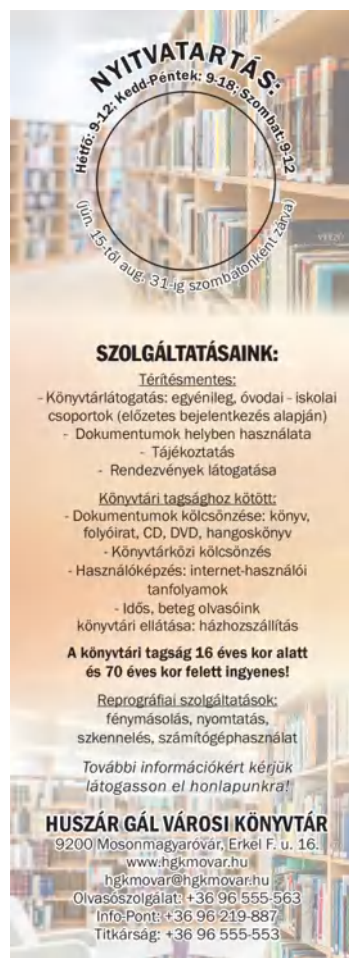 NYITVATARTÁS:
Hétfő: 9-12; Kedd-Péntek: 9-18; Szombat: 9-12
(jún. 15-től aug. 31-ig szombatonként zárva)
SZOLGÁLTATÁSAINK:
Térítésmentes:
- Könyvtárlátogatás: egyénileg, óvodai - iskolai
csoportok (előzetes bejelentkezés alapján)
- Dokumentumok helyben használata
- Tájékoztatás
- Rendezvények látogatása
Könyvtári tagsághoz kötött:
- Dokumentumok kölcsönzése: könyv,
folyóirat, CD, DVD, hangoskönyv
- Könyvtárközi kölcsönzés
- Használóképzés: internet-használói
tanfolyamok
- Idős, beteg olvasóink
könyvtári ellátása: házhozszállítás
A könyvtári tagság 16 éves kor alatt
és 70 éves kor felett ingyenes!
Reprográfiai szolgáltatások:
fénymásolás, nyomtatás,
szkennelés, számítógéphasználat
További információkért kérjük
látogasson el honlapunkra!
HUSZÁR GÁL VÁROSI KÖNYVTÁR
9200 Mosonmagyaróvár, Erkel F. u. 16.
www.hgkmovar.hu
hgkmovar@hgkmovar.hu
Olvasószolgálat: +36 96 555-563
Info-Pont: +36 96 219-887
Titkárság: +36 96 555-553